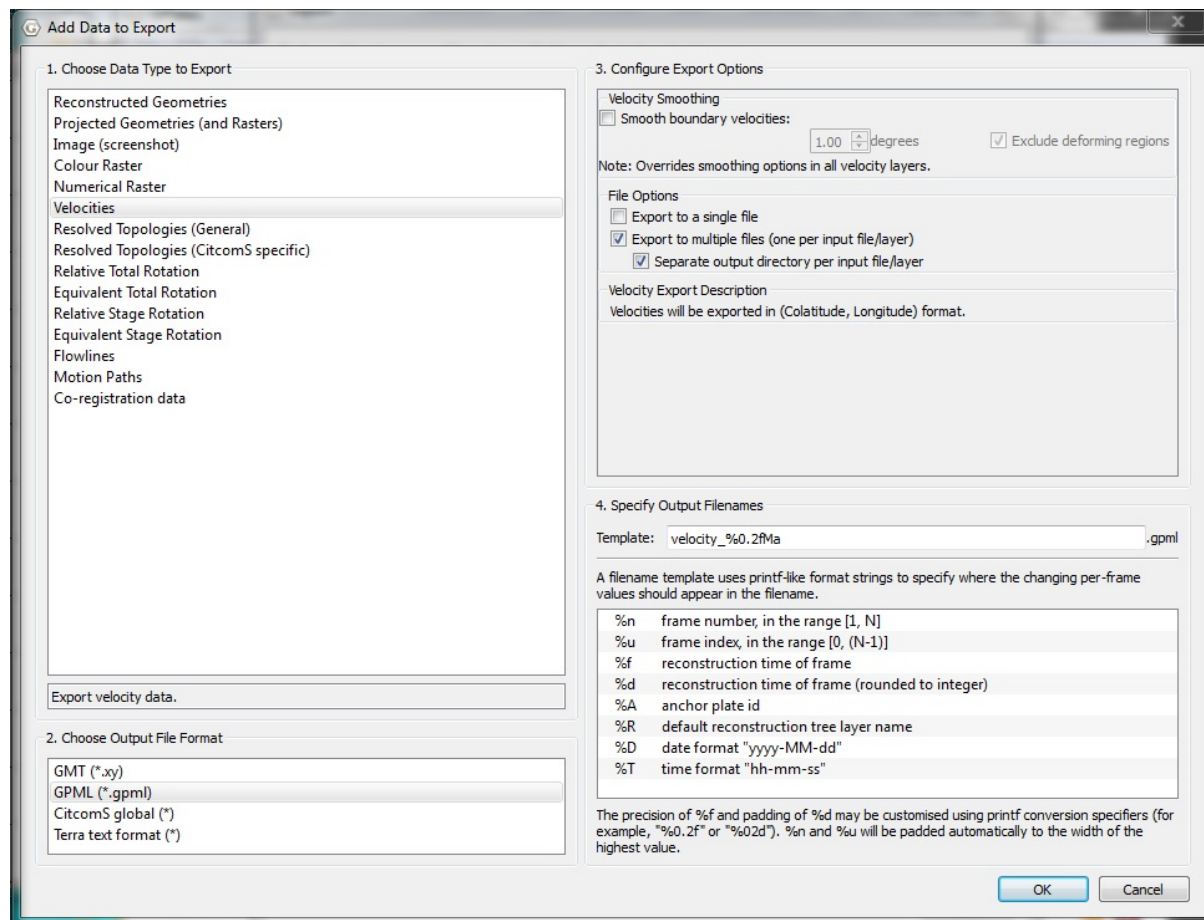 Add Data to Export
1. Choose Data Type to Export
Reconstructed Geometries
Projected Geometries (and Rasters)
Image (screenshot)
Colour Raster
Numerical Raster
Velocities
Resolved Topologies (General)
Resolved Topologies (CitcomS specific)
Relative Total Rotation
Equivalent Total Rotation
Relative Stage Rotation
Equivalent Stage Rotation
Flowlines
Motion Paths
Co-registration data
Export velocity data.
2. Choose Output File Format
GMT (*.xy)
GPML (*.gpml)
CitcomS global (*)
Terra text format (*)
3. Configure Export Options
Velocity Smoothing
Smooth boundary velocities:
1.00 degrees Exclude deforming regions
Note: Overrides smoothing options in all velocity layers.
File Options
Export to a single file
Export to multiple files (one per input file/layer)
Separate output directory per input file/layer
Velocity Export Description
Velocities will be exported in (Colatitude, Longitude) format.
4. Specify Output Filenames
Template: velocity_%0.2fMa .gpml
A filename template uses printf-like format strings to specify where the changing per-frame
values should appear in the filename.
%n frame number, in the range [1, N]
%u frame index, in the range [0, (N-1)]
%f reconstruction time of frame
%d reconstruction time of frame (rounded to integer)
%A anchor plate id
%R default reconstruction tree layer name
%D date format "yyyy-MM-dd"
%T time format "hh-mm-ss"
The precision of %f and padding of %d may be customised using printf conversion specifiers (for
example, "%0.2f" or "%02d"). %n and %u will be padded automatically to the width of the
highest value.
OK Cancel